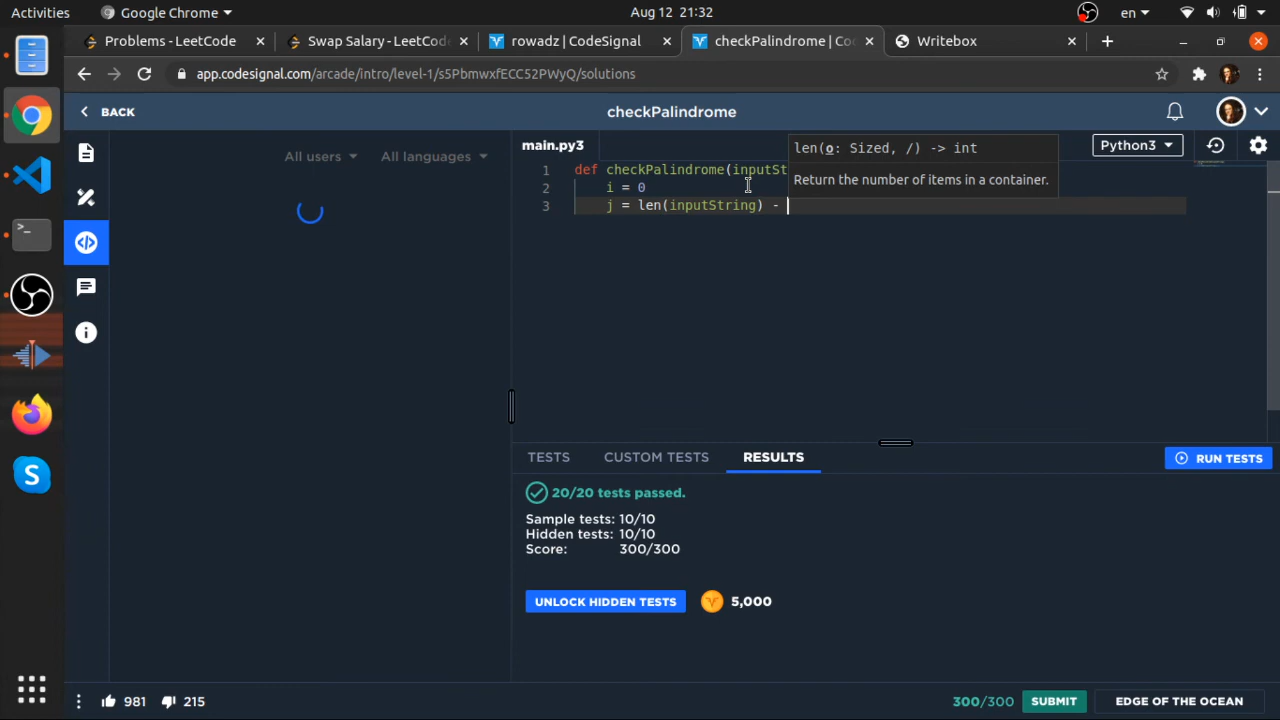 Activities
Google Chrome
Aug 12 21:32
en
Problems - LeetCode
Swap Salary - LeetCod
rowadz | CodeSignal
checkPalindrome | Co
Writebox
app.codesignal.com/arcade/intro/level-1/s5PbmwxfECC52PWyQ/solutions
BACK
checkPalindrome
All users
All languages
main.py3
Python3
len(o: Sized, /) -> int
Return the number of items in a container.
1 def checkPalindrome(inputSt
2 i = 0
3 j = len(inputString) -
TESTS
CUSTOM TESTS
RESULTS
RUN TESTS
20/20 tests passed.
Sample tests: 10/10
Hidden tests: 10/10
Score: 300/300
UNLOCK HIDDEN TESTS
5,000
981
215
300/300
SUBMIT
EDGE OF THE OCEAN